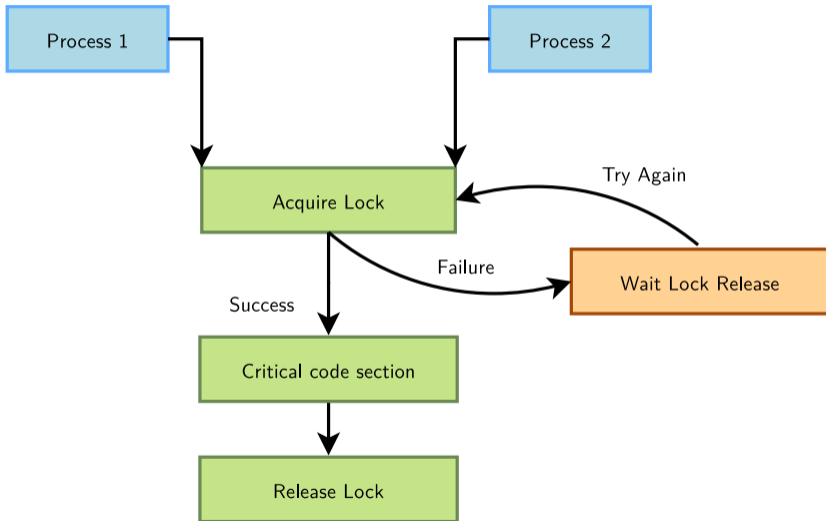 Process 1
Process 2
Acquire Lock
Try Again
Failure
Wait Lock Release
Success
Critical code section
Release Lock